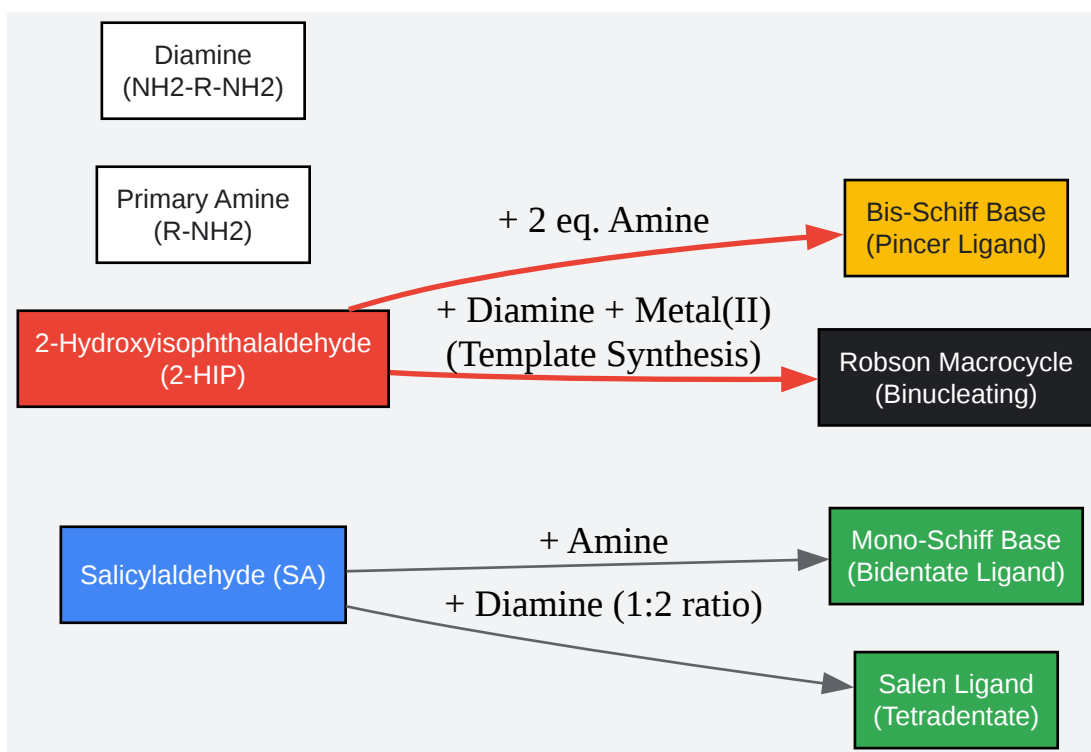 Diamine
(NH2-R-NH2)
Primary Amine
(R-NH2)
+ 2 eq. Amine
Bis-Schiff Base
(Pincer Ligand)
2-Hydroxyisophthalaldehyde
(2-HIP)
+ Diamine + Metal(II)
(Template Synthesis)
Robson Macrocycle
(Binucleating)
Salicylaldehyde (SA)
+ Amine
Mono-Schiff Base
(Bidentate Ligand)
+ Diamine (1:2 ratio)
Salen Ligand
(Tetradentate)